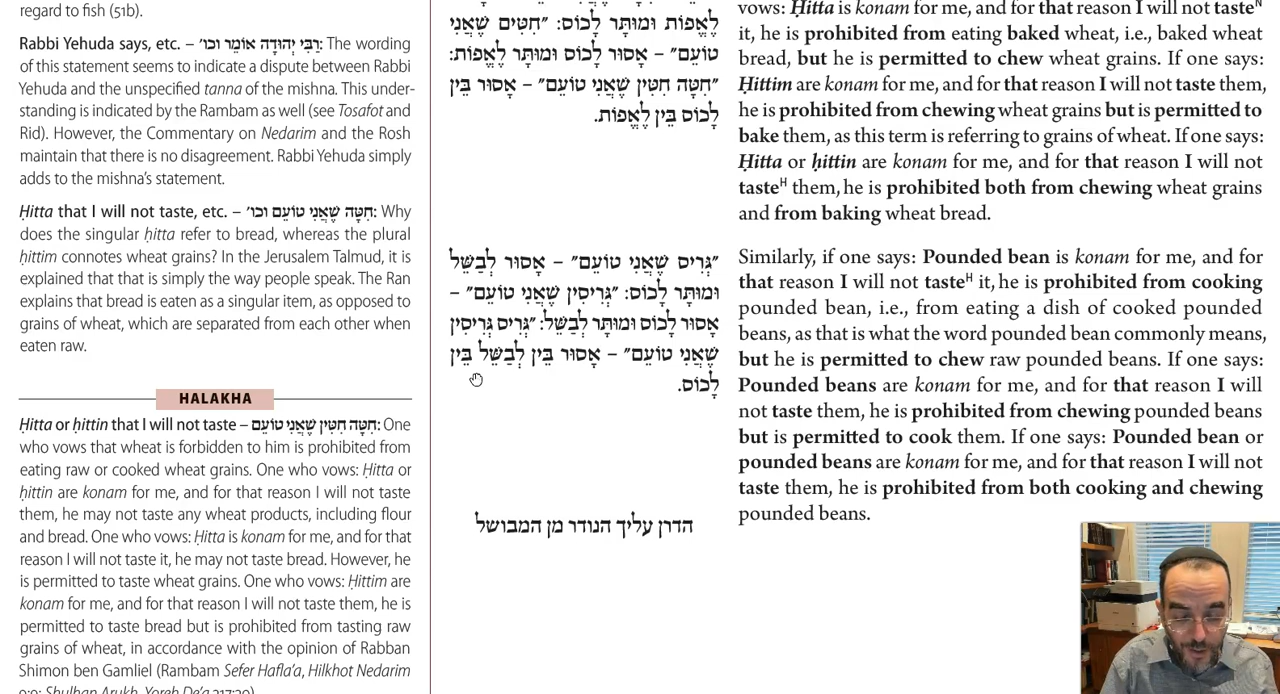 regard to fish (51b).
Rabbi Yehuda says, etc. – רַבִּי יְהוּדָה אוֹמֵר וכו׳: The wording
of this statement seems to indicate a dispute between Rabbi
Yehuda and the unspecified tanna of the mishna. This under-
standing is indicated by the Rambam as well (see Tosafot and
Rid). However, the Commentary on Nedarim and the Rosh
maintain that there is no disagreement. Rabbi Yehuda simply
adds to the mishna's statement.
Ḥitta that I will not taste, etc. – חִטָּה שֶׁאֲנִי טוֹעֵם וכו׳: Why
does the singular ḥitta refer to bread, whereas the plural
ḥittim connotes wheat grains? In the Jerusalem Talmud, it is
explained that that is simply the way people speak. The Ran
explains that bread is eaten as a singular item, as opposed to
grains of wheat, which are separated from each other when
eaten raw.
HALAKHA
Ḥitta or ḥittin that I will not taste – חִטָּה חִטִּין שֶׁאֲנִי טוֹעֵם: One
who vows that wheat is forbidden to him is prohibited from
eating raw or cooked wheat grains. One who vows: Ḥitta or
ḥittin are konam for me, and for that reason I will not taste
them, he may not taste any wheat products, including flour
and bread. One who vows: Ḥitta is konam for me, and for that
reason I will not taste it, he may not taste bread. However, he
is permitted to taste wheat grains. One who vows: Ḥittim are
konam for me, and for that reason I will not taste them, he is
permitted to taste bread but is prohibited from tasting raw
grains of wheat, in accordance with the opinion of Rabban
Shimon ben Gamliel (Rambam Sefer Hafla'a, Hilkhot Nedarim
9:9; Shulḥan Arukh, Yoreh De'a 217:20).
לֶאֱפוֹת וּמוּתָּר לָכוֹס: ״חִטִּים שֶׁאֲנִי
טוֹעֵם״ – אָסוּר לָכוֹס וּמוּתָּר לֶאֱפוֹת:
״חִטָּה חִטִּין שֶׁאֲנִי טוֹעֵם״ – אָסוּר בֵּין
לָכוֹס בֵּין לֶאֱפוֹת.
״גְּרִיס שֶׁאֲנִי טוֹעֵם״ – אָסוּר לְבַשֵּׁל
וּמוּתָּר לָכוֹס: ״גְּרִיסִין שֶׁאֲנִי טוֹעֵם״ –
אָסוּר לָכוֹס וּמוּתָּר לְבַשֵּׁל: ״גְּרִיס גְּרִיסִין
שֶׁאֲנִי טוֹעֵם״ – אָסוּר בֵּין לְבַשֵּׁל בֵּין
לָכוֹס.
הדרן עליך הנודר מן המבושל
vows: Ḥitta is konam for me, and for that reason I will not tasteᴺ
it, he is prohibited from eating baked wheat, i.e., baked wheat
bread, but he is permitted to chew wheat grains. If one says:
Ḥittim are konam for me, and for that reason I will not taste them,
he is prohibited from chewing wheat grains but is permitted to
bake them, as this term is referring to grains of wheat. If one says:
Ḥitta or ḥittin are konam for me, and for that reason I will not
tasteᴴ them, he is prohibited both from chewing wheat grains
and from baking wheat bread.
Similarly, if one says: Pounded bean is konam for me, and for
that reason I will not tasteᴴ it, he is prohibited from cooking
pounded bean, i.e., from eating a dish of cooked pounded
beans, as that is what the word pounded bean commonly means,
but he is permitted to chew raw pounded beans. If one says:
Pounded beans are konam for me, and for that reason I will
not taste them, he is prohibited from chewing pounded beans
but is permitted to cook them. If one says: Pounded bean or
pounded beans are konam for me, and for that reason I will not
taste them, he is prohibited from both cooking and chewing
pounded beans.